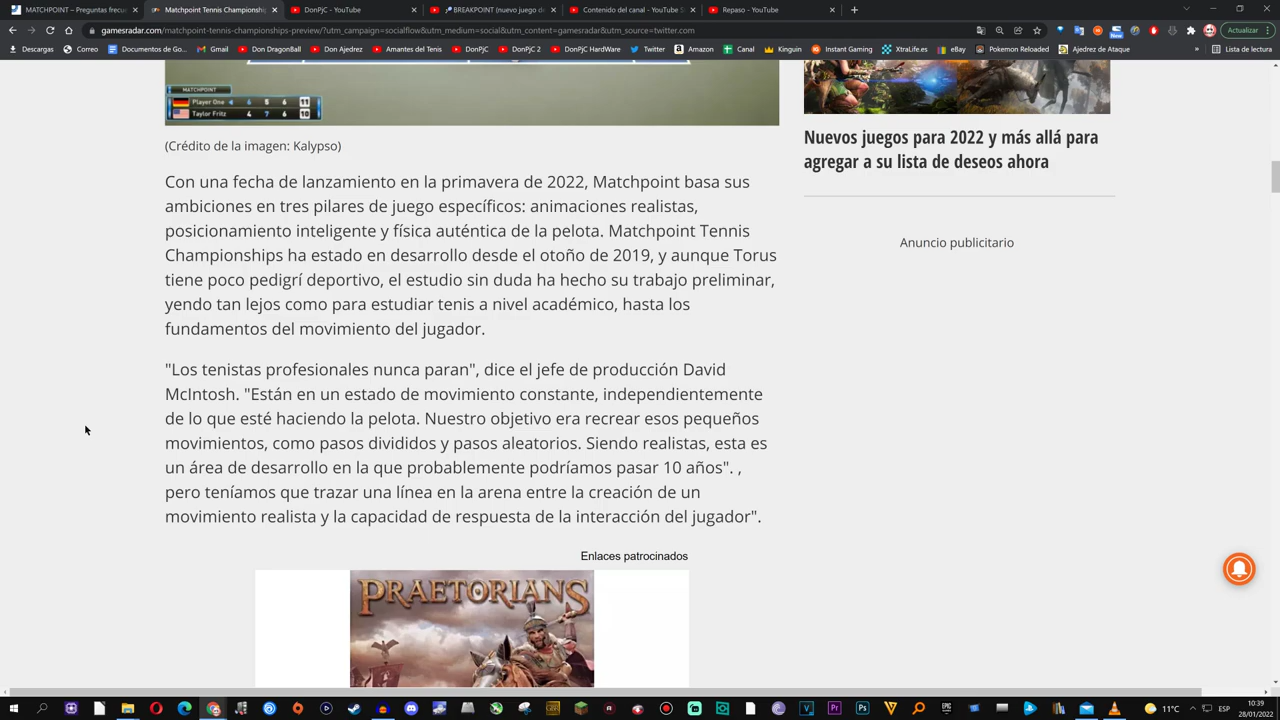 MATCHPOINT – Preguntas frecu
Matchpoint Tennis Championship
DonPjC - YouTube
BREAKPOINT (nuevo juego de
Contenido del canal - YouTube S
Repaso - YouTube
gamesradar.com/matchpoint-tennis-championships-preview/?utm_campaign=socialflow&utm_medium=social&utm_content=gamesradar&utm_source=twitter.com
Actualizar
Descargas
Correo
Documentos de Go...
Gmail
Don DragonBall
Don Ajedrez
Amantes del Tenis
DonPjC
DonPjC 2
DonPjC HardWare
Twitter
Amazon
Canal
Kinguin
Instant Gaming
XtraLife.es
eBay
Pokemon Reloaded
Ajedrez de Ataque
Lista de lectura
MATCHPOINT
Player One 6 5 6 11
Taylor Fritz 4 7 6 10
(Crédito de la imagen: Kalypso)
Con una fecha de lanzamiento en la primavera de 2022, Matchpoint basa sus
ambiciones en tres pilares de juego específicos: animaciones realistas,
posicionamiento inteligente y física auténtica de la pelota. Matchpoint Tennis
Championships ha estado en desarrollo desde el otoño de 2019, y aunque Torus
tiene poco pedigrí deportivo, el estudio sin duda ha hecho su trabajo preliminar,
yendo tan lejos como para estudiar tenis a nivel académico, hasta los
fundamentos del movimiento del jugador.
"Los tenistas profesionales nunca paran", dice el jefe de producción David
McIntosh. "Están en un estado de movimiento constante, independientemente
de lo que esté haciendo la pelota. Nuestro objetivo era recrear esos pequeños
movimientos, como pasos divididos y pasos aleatorios. Siendo realistas, esta es
un área de desarrollo en la que probablemente podríamos pasar 10 años". ,
pero teníamos que trazar una línea en la arena entre la creación de un
movimiento realista y la capacidad de respuesta de la interacción del jugador".
Enlaces patrocinados
PRAETORIANS
Nuevos juegos para 2022 y más allá para
agregar a su lista de deseos ahora
Anuncio publicitario
11°C
ESP
10:39
28/01/2022